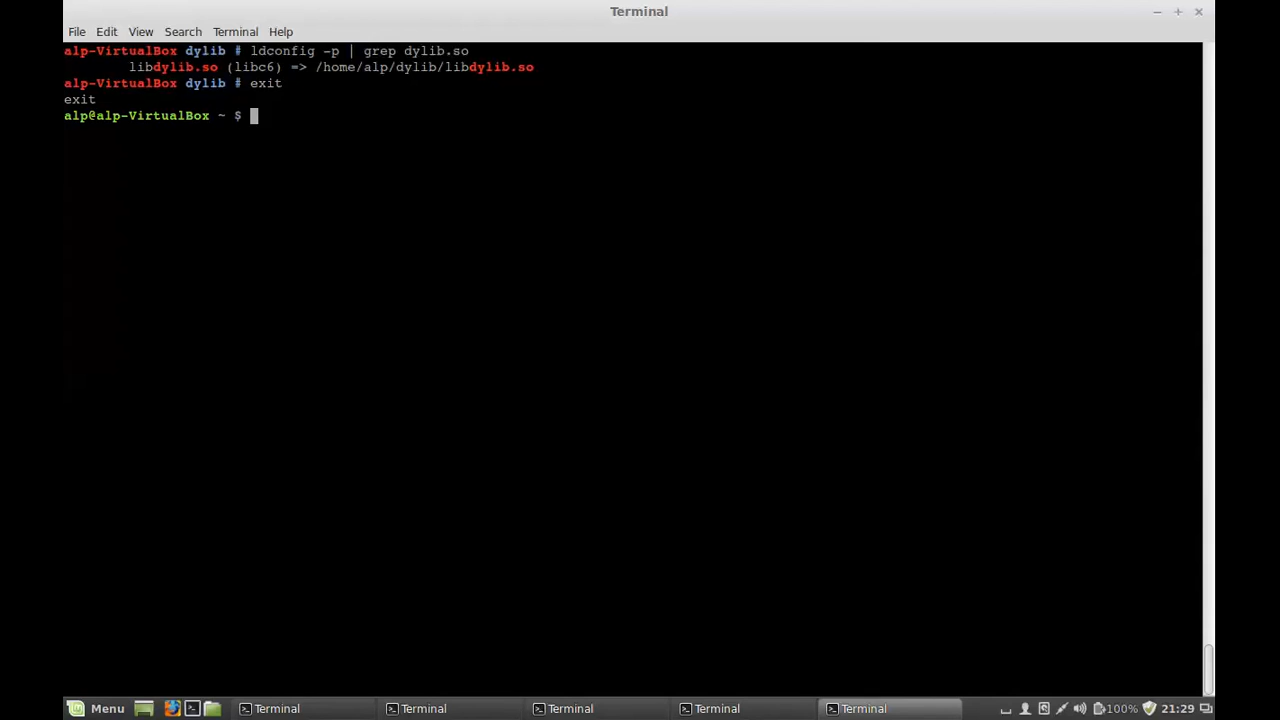 Terminal
File Edit View Search Terminal Help
alp-VirtualBox dylib # ldconfig -p | grep dylib.so
libdylib.so (libc6) => /home/alp/dylib/libdylib.so
alp-VirtualBox dylib # exit
exit
alp@alp-VirtualBox ~ $
Menu Terminal Terminal Terminal Terminal Terminal 100% 21:29